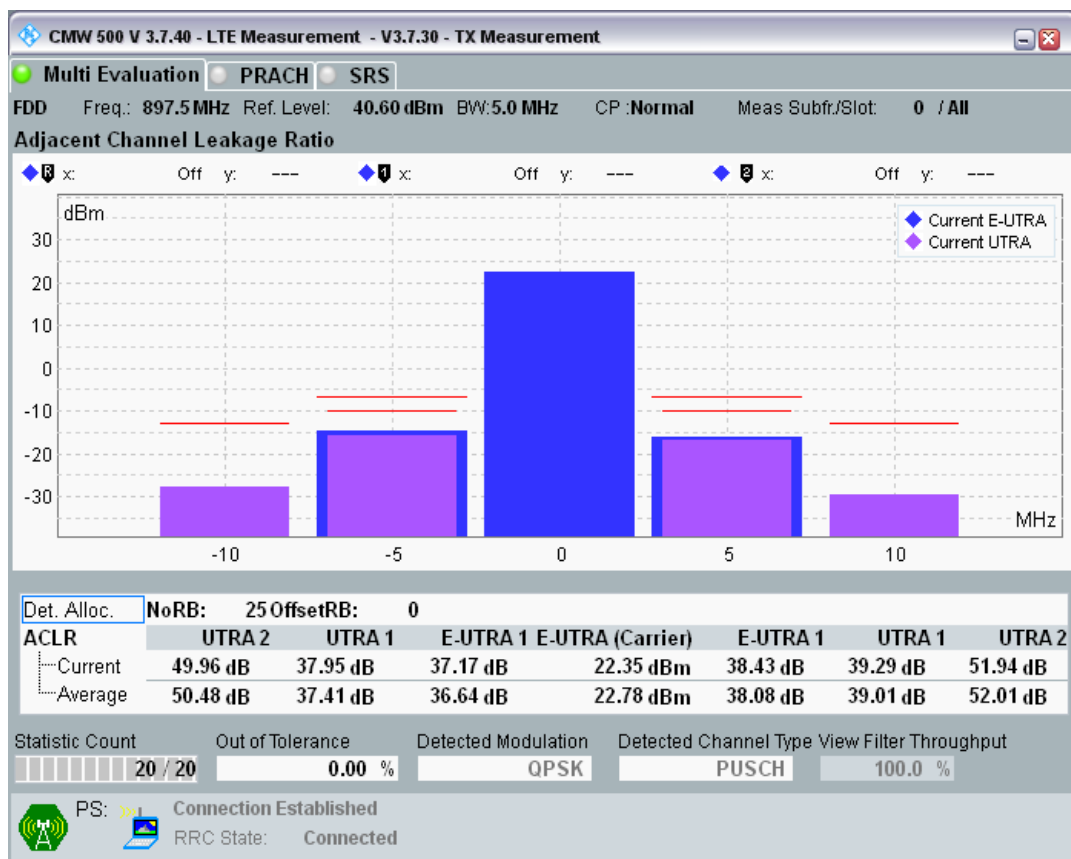 CMW 500 V 3.7.40 - LTE Measurement - V3.7.30 - TX Measurement
Multi Evaluation PRACH SRS
FDD Freq.: 897.5 MHz Ref. Level: 40.60 dBm BW:5.0 MHz CP :Normal Meas Subfr./Slot: 0 / All
Adjacent Channel Leakage Ratio
R x: Off y: --- 1 x: Off y: --- 2 x: Off y: ---
dBm
Current E-UTRA
Current UTRA
30
20
10
0
-10
-20
-30
MHz
-10 -5 0 5 10
Det. Alloc. NoRB: 25 OffsetRB: 0
ACLR UTRA 2 UTRA 1 E-UTRA 1 E-UTRA (Carrier) E-UTRA 1 UTRA 1 UTRA 2
Current 49.96 dB 37.95 dB 37.17 dB 22.35 dBm 38.43 dB 39.29 dB 51.94 dB
Average 50.48 dB 37.41 dB 36.64 dB 22.78 dBm 38.08 dB 39.01 dB 52.01 dB
Statistic Count Out of Tolerance Detected Modulation Detected Channel Type View Filter Throughput
20 / 20 0.00 % QPSK PUSCH 100.0 %
PS: Connection Established
RRC State: Connected